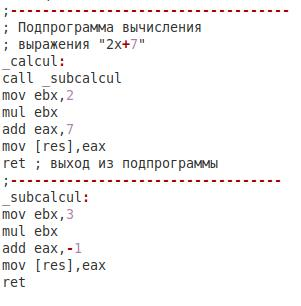 ;-----------------------------------
; Подпрограмма вычисления
; выражения "2x+7"
_calcul:
call _subcalcul
mov ebx,2
mul ebx
add eax,7
mov [res],eax
ret ; выход из подпрограммы
;----------------------------------
_subcalcul:
mov ebx,3
mul ebx
add eax,-1
mov [res],eax
ret